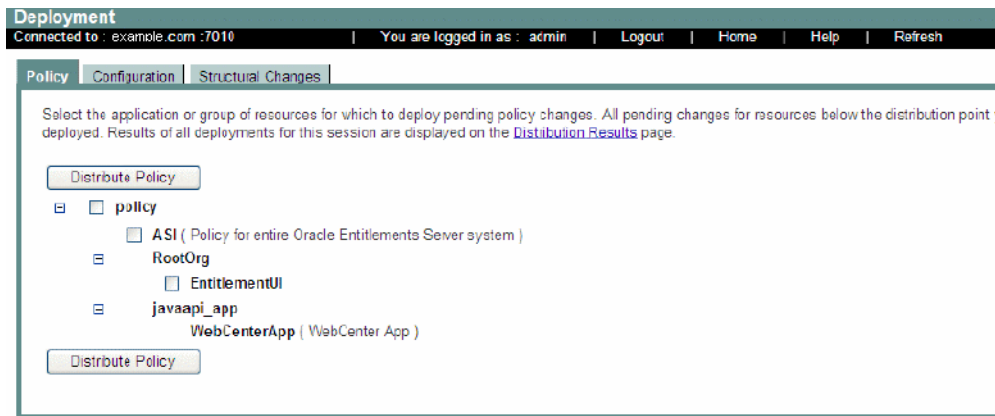 Deployment
Connected to : example.com :7010 | You are logged in as : admin | Logout | Home | Help | Refresh
Policy Configuration Structural Changes
Select the application or group of resources for which to deploy pending policy changes. All pending changes for resources below the distribution point
deployed. Results of all deployments for this session are displayed on the Distribution Results page.
Distribute Policy
policy
ASI ( Policy for entire Oracle Entitlements Server system )
RootOrg
EntitlementUI
javaapi_app
WebCenterApp ( WebCenter App )
Distribute Policy